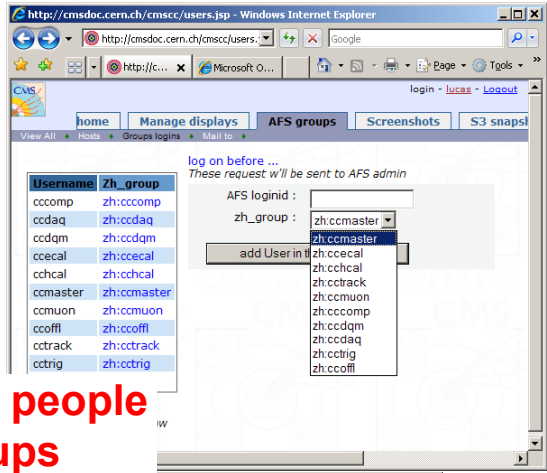 http://cmsdoc.cern.ch/cmscc/users.jsp - Windows Internet Explorer
http://cmsdoc.cern.ch/cmscc/users. Google
http://c... Microsoft O... Page Tools
CMS login - lucas - Logout
home Manage displays AFS groups Screenshots S3 snapsh
View All Hosts Groups logins Mail to
log on before ...
These request w'll be sent to AFS admin
Username Zh_group
cccomp zh:cccomp
ccdaq zh:ccdaq
ccdqm zh:ccdqm
ccecal zh:ccecal
cchcal zh:cchcal
ccmaster zh:ccmaster
ccmuon zh:ccmuon
ccoffl zh:ccoffl
cctrack zh:cctrack
cctrig zh:cctrig
AFS loginid :
zh_group : zh:ccmaster
add User in th
zh:ccmaster
zh:ccecal
zh:cchcal
zh:cctrack
zh:ccmuon
zh:cccomp
zh:ccdqm
zh:ccdaq
zh:cctrig
zh:ccoffl
people
ups